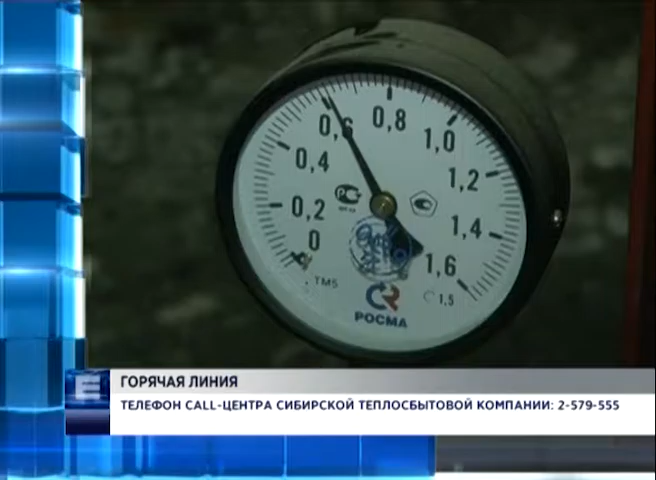 0,8
0,6
1,0
0,4
1,2
0,2
1,4
0
1,6
ТМ5
1,5
РОСМА
Е ГОРЯЧАЯ ЛИНИЯ
ТЕЛЕФОН CALL-ЦЕНТРА СИБИРСКОЙ ТЕПЛОСБЫТОВОЙ КОМПАНИИ: 2-579-555